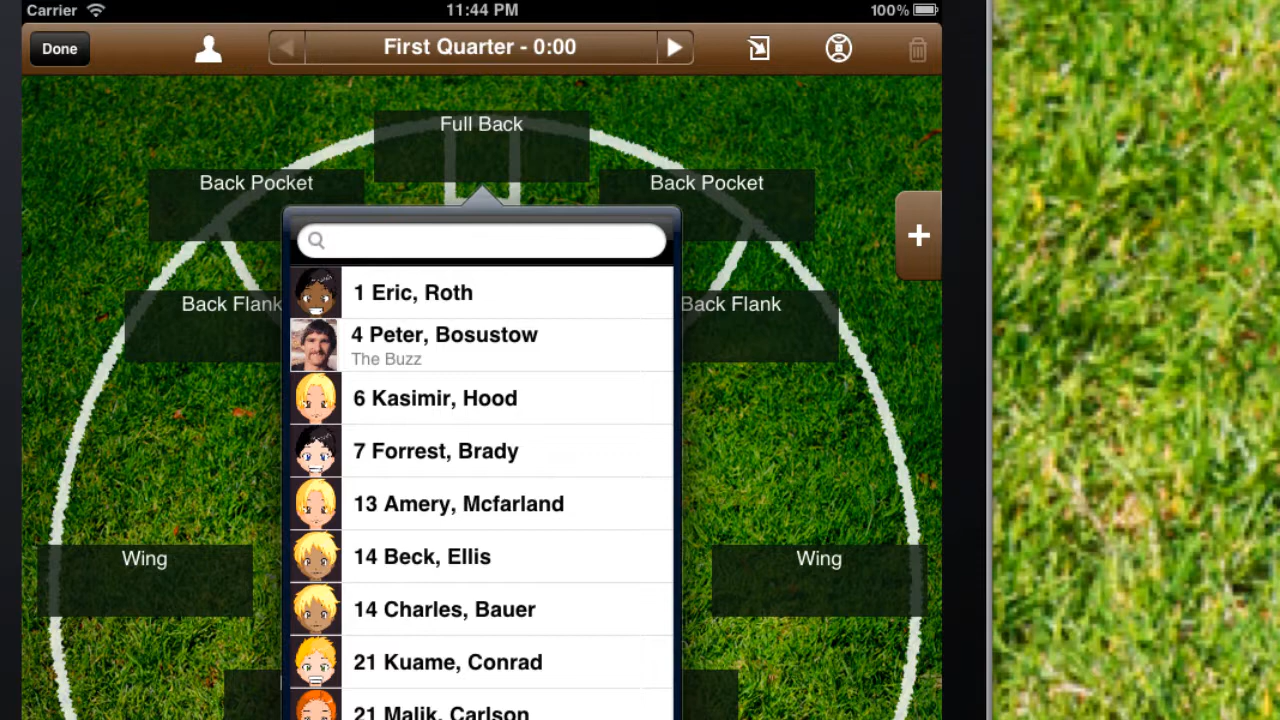 Carrier
11:44 PM
100%
Done
First Quarter - 0:00
Full Back
Back Pocket
Back Pocket
+
Back Flank
Back Flank
1 Eric, Roth
4 Peter, Bosustow
The Buzz
6 Kasimir, Hood
7 Forrest, Brady
13 Amery, Mcfarland
14 Beck, Ellis
Wing
Wing
14 Charles, Bauer
21 Kuame, Conrad
21 Malik, Carlson